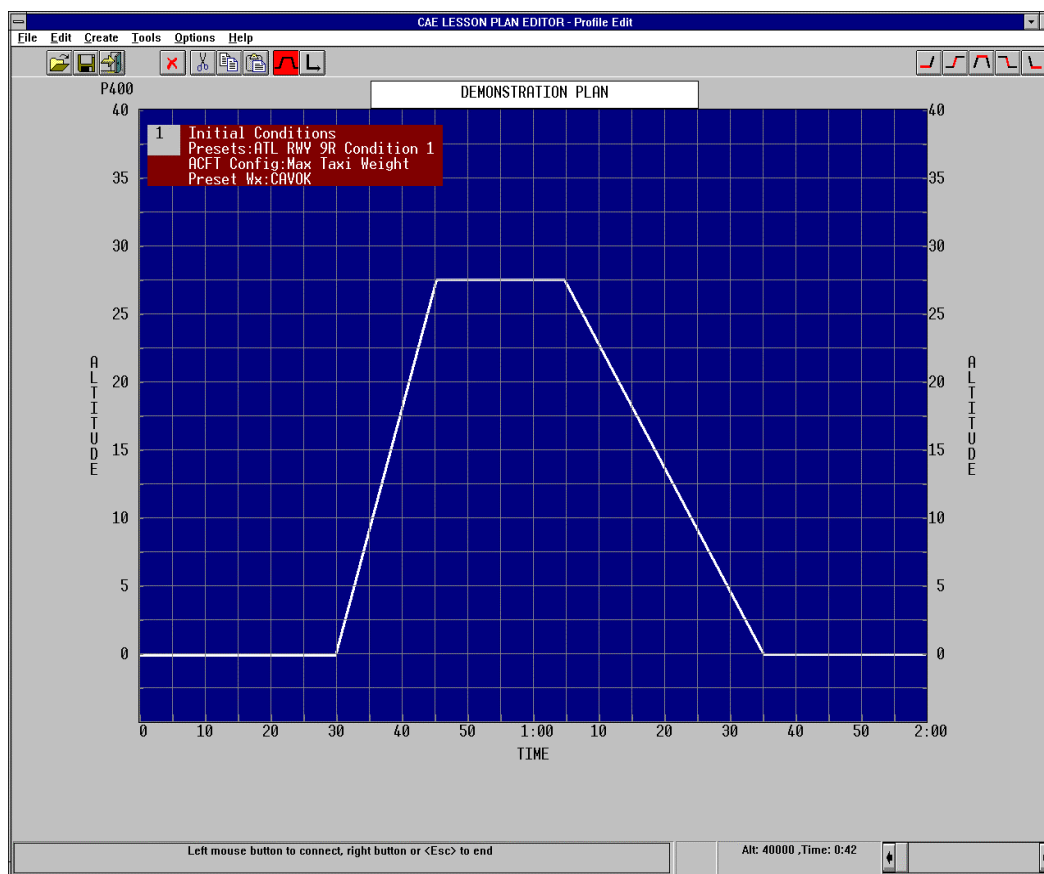 CAE LESSON PLAN EDITOR - Profile Edit
File Edit Create Tools Options Help
P400
DEMONSTRATION PLAN
40
40
1 Initial Conditions
Presets:ATL RWY 9R Condition 1
ACFT Config:Max Taxi Weight
Preset Wx:CAVOK
35
35
30
30
25
25
20
20
15
15
10
10
5
5
0
0
ALTITUDE
ALTITUDE
0 10 20 30 40 50 1:00 10 20 30 40 50 2:00
TIME
Left mouse button to connect, right button or <Esc> to end
Alt: 40000 ,Time: 0:42